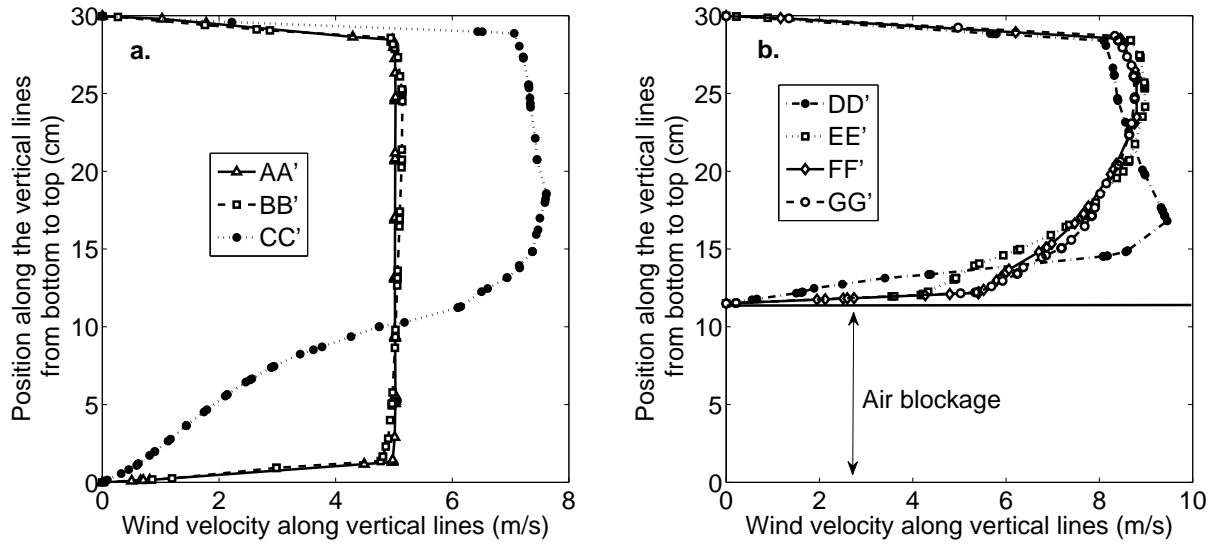 a.
Position along the vertical lines
from bottom to top (cm)
30
25
20
15
10
5
0
AA'
BB'
CC'
0 2 4 6 8
Wind velocity along vertical lines (m/s)
b.
Position along the vertical lines
from bottom to top (cm)
30
25
20
15
10
5
0
DD'
EE'
FF'
GG'
Air blockage
0 2 4 6 8 10
Wind velocity along vertical lines (m/s)